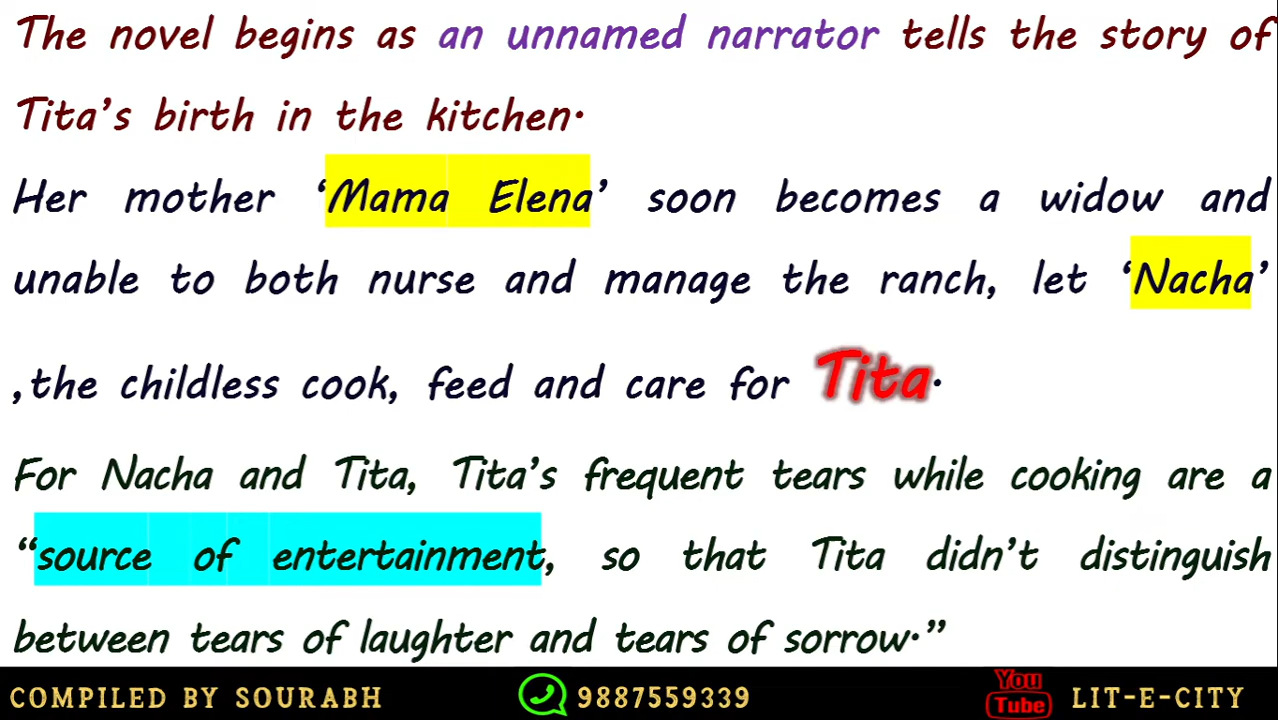 The novel begins as an unnamed narrator tells the story of
Tita's birth in the kitchen.
Her mother ‘Mama Elena’ soon becomes a widow and
unable to both nurse and manage the ranch, let ‘Nacha’
,the childless cook, feed and care for Tita.
For Nacha and Tita, Tita's frequent tears while cooking are a
“source of entertainment, so that Tita didn't distinguish
between tears of laughter and tears of sorrow.”
COMPILED BY SOURABH 9887559339 You Tube LIT-E-CITY